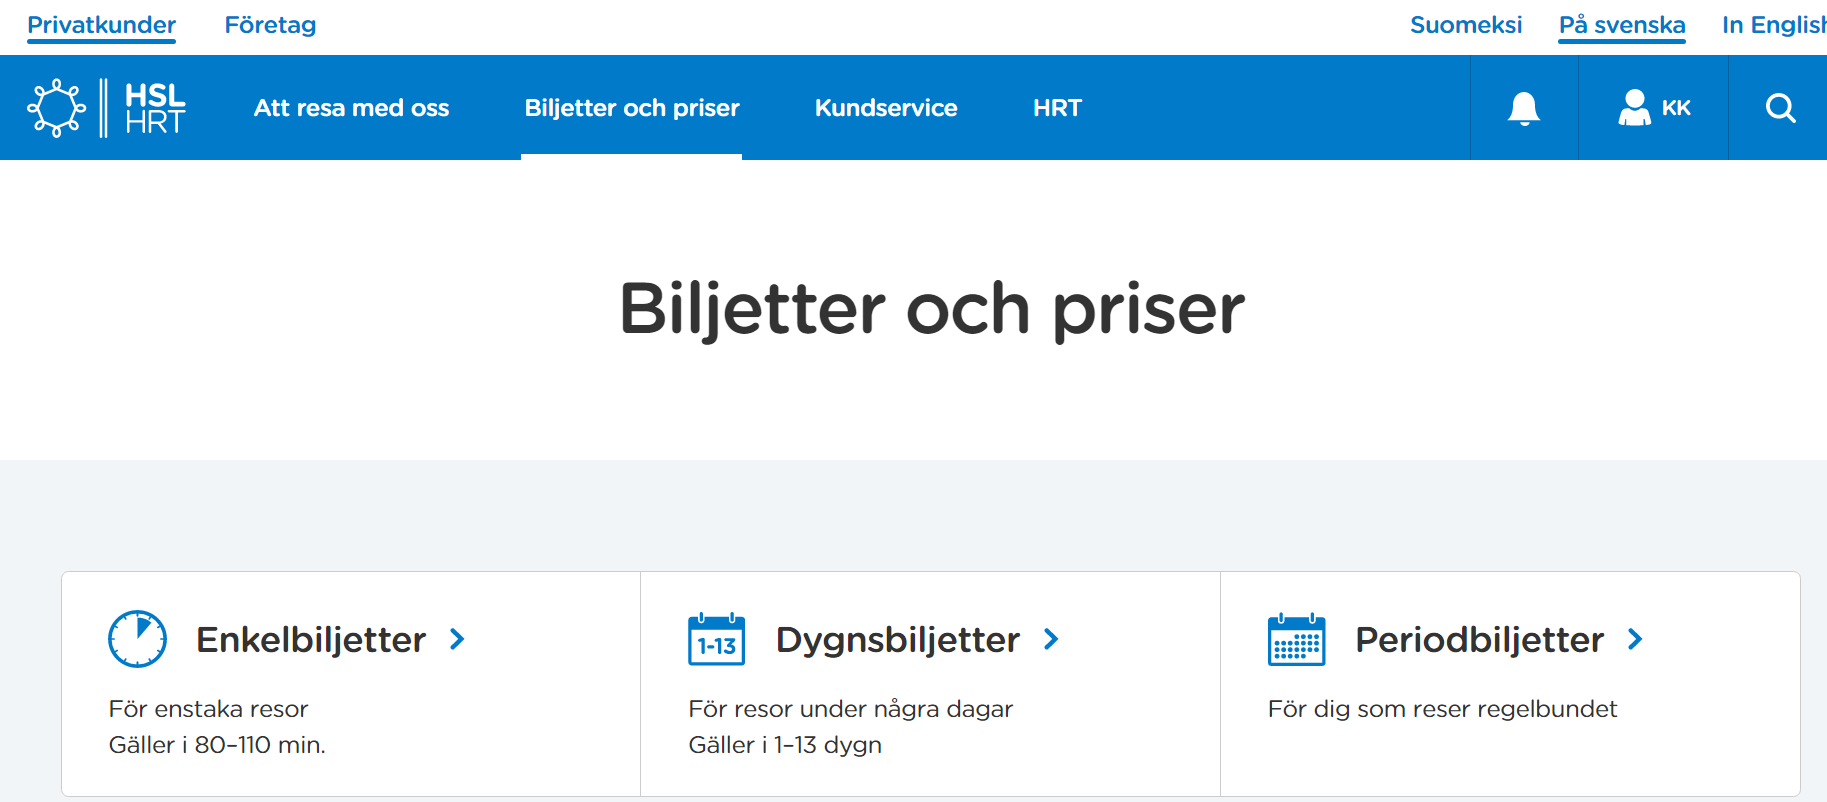 Privatkunder Företag Suomeksi På svenska In English
HSL
HRT
Att resa med oss Biljetter och priser Kundservice HRT KK
Biljetter och priser
Enkelbiljetter
För enstaka resor
Gäller i 80–110 min.
1-13
Dygnsbiljetter
För resor under några dagar
Gäller i 1–13 dygn
Periodbiljetter
För dig som reser regelbundet